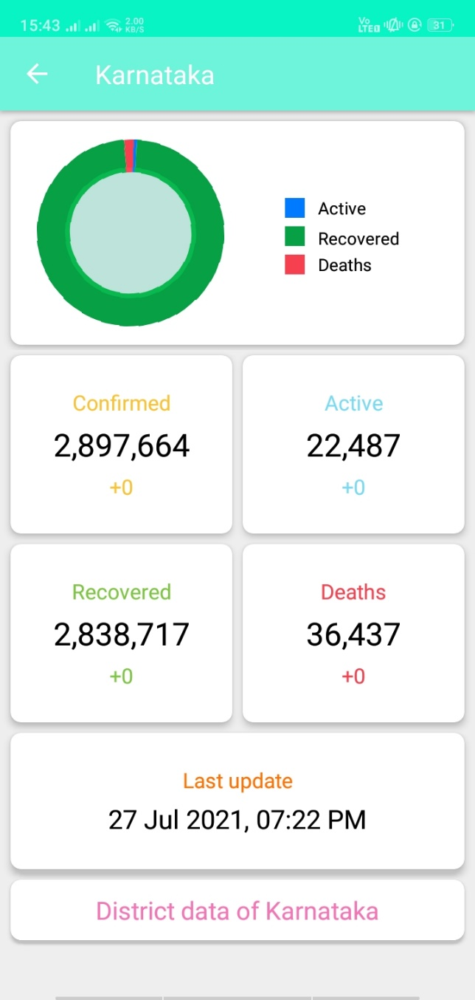 15:43 2.00 KB/S Vo LTED 31
Karnataka
Active
Recovered
Deaths
Confirmed
2,897,664
+0
Active
22,487
+0
Recovered
2,838,717
+0
Deaths
36,437
+0
Last update
27 Jul 2021, 07:22 PM
District data of Karnataka